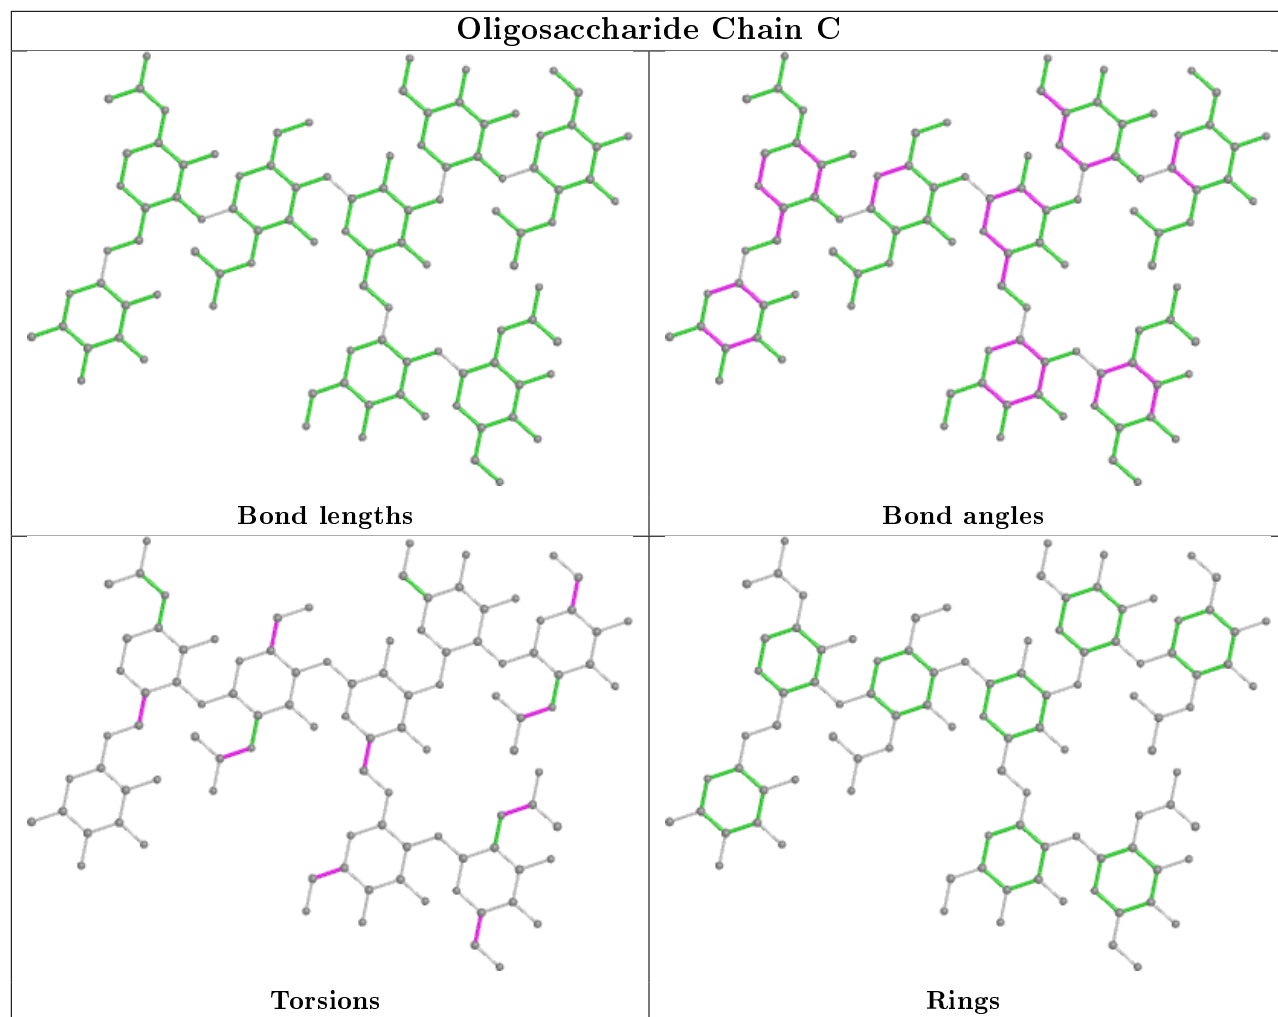 Oligosaccharide Chain C
Bond lengths
Bond angles
Torsions
Rings